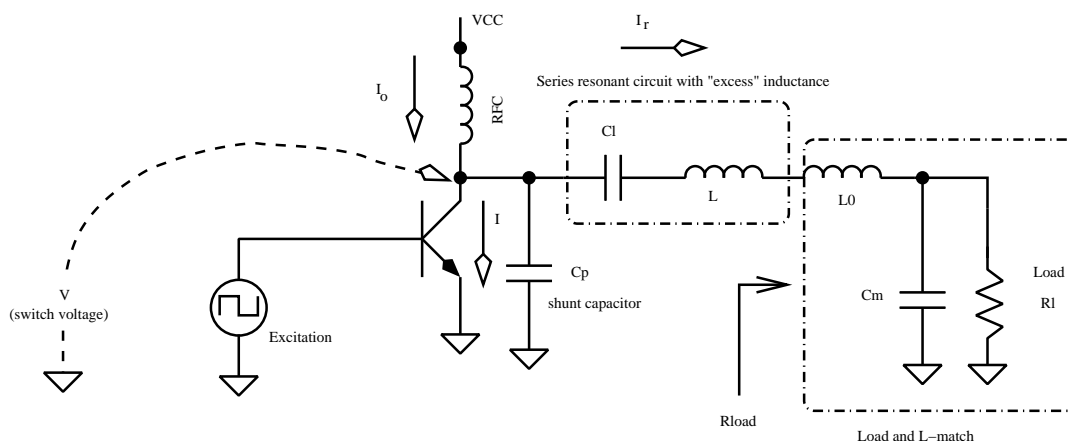 VCC
I r
Series resonant circuit with "excess" inductance
I o
RFC
Cl
L
L0
I
Cp
shunt capacitor
V
(switch voltage)
Excitation
Cm
Load
Rl
Rload
Load and L−match